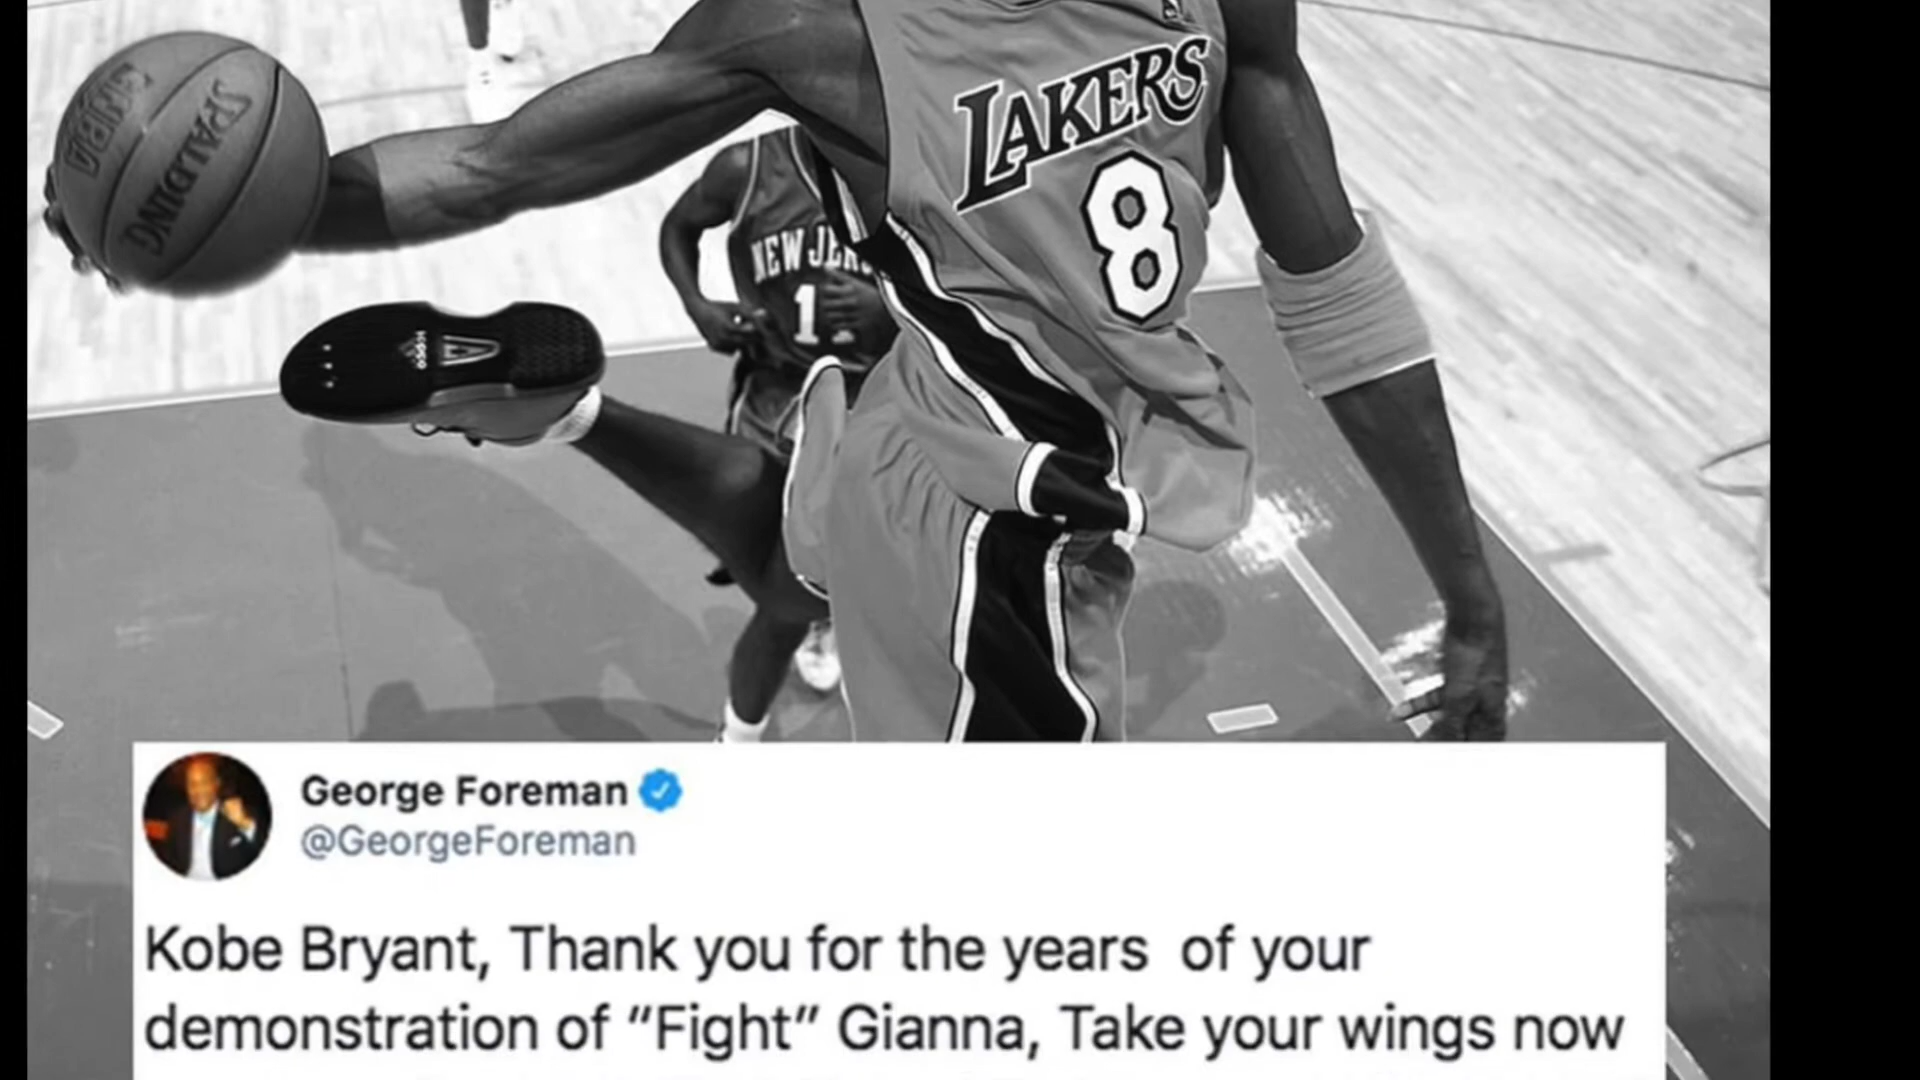 SPALDING
LAKERS
8
NEW JER
1
George Foreman
@GeorgeForeman
Kobe Bryant, Thank you for the years of your
demonstration of “Fight” Gianna, Take your wings now